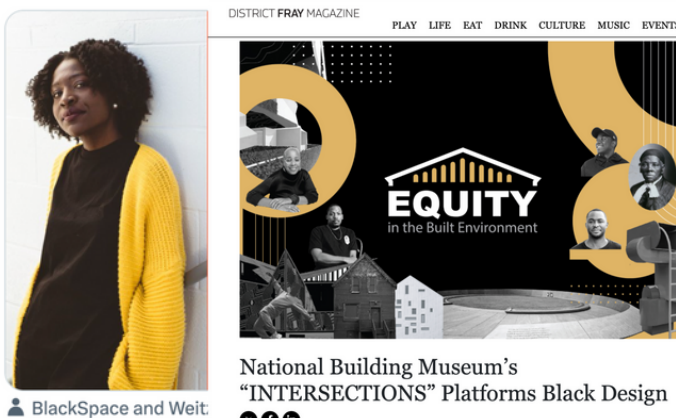 DISTRICT FRAY MAGAZINE
PLAY LIFE EAT DRINK CULTURE MUSIC EVENTS
EQUITY
in the Built Environment
National Building Museum’s
“INTERSECTIONS” Platforms Black Design
BlackSpace and Weit